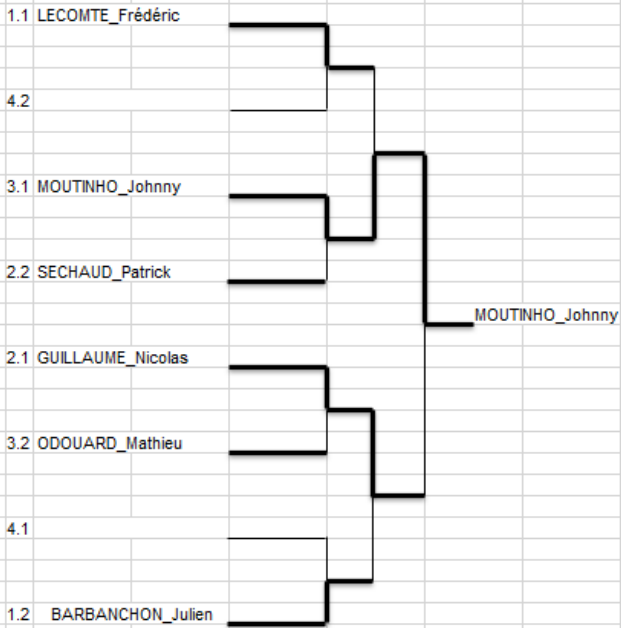 1.1 LECOMTE_Frédéric
4.2
3.1 MOUTINHO_Johnny
2.2 SECHAUD_Patrick
MOUTINHO_Johnny
2.1 GUILLAUME_Nicolas
3.2 ODOUARD_Mathieu
4.1
1.2 BARBANCHON_Julien